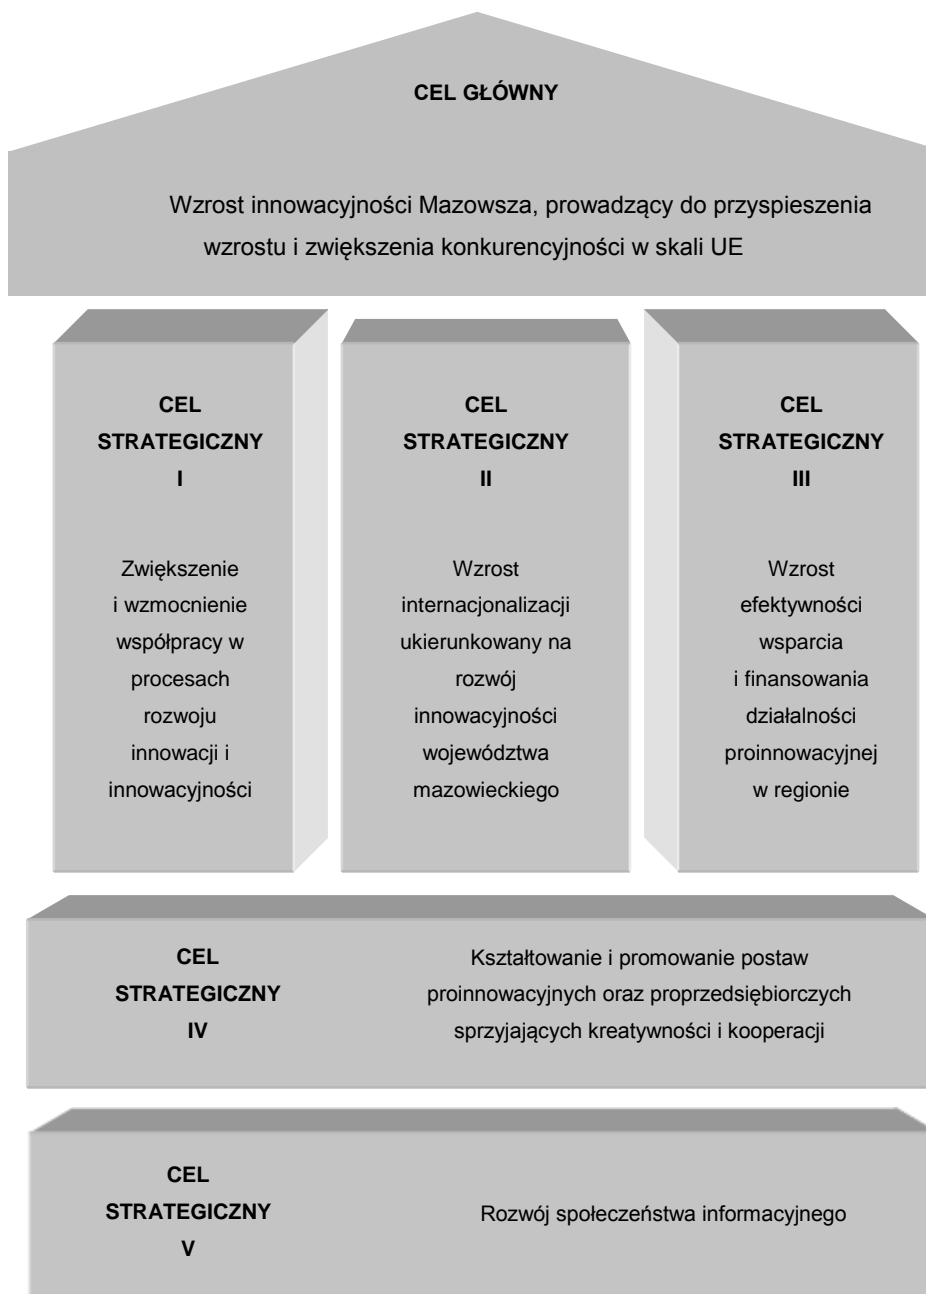 CEL GŁÓWNY
Wzrost innowacyjności Mazowsza, prowadzący do przyspieszenia
wzrostu i zwiększenia konkurencyjności w skali UE
CEL
STRATEGICZNY
I
Zwiększenie
i wzmocnienie
współpracy w
procesach
rozwoju
innowacji i
innowacyjności
CEL
STRATEGICZNY
II
Wzrost
internacjonalizacji
ukierunkowany na
rozwój
innowacyjności
województwa
mazowieckiego
CEL
STRATEGICZNY
III
Wzrost
efektywności
wsparcia
i finansowania
działalności
proinnowacyjnej
w regionie
CEL
STRATEGICZNY
IV
Kształtowanie i promowanie postaw
proinnowacyjnych oraz proprzedsiębiorczych
sprzyjających kreatywności i kooperacji
CEL
STRATEGICZNY
V
Rozwój społeczeństwa informacyjnego